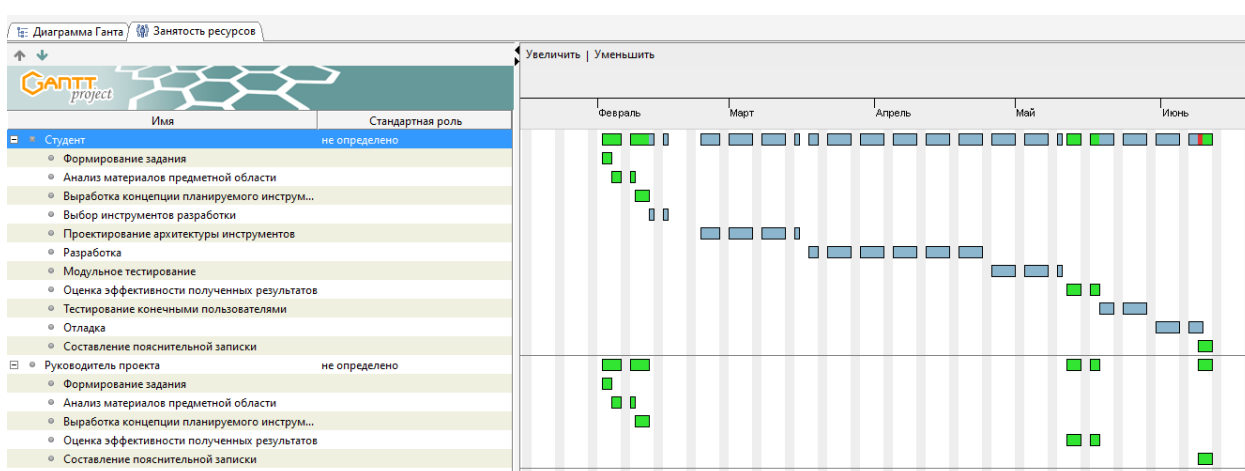 Диаграмма Ганта Занятость ресурсов
Увеличить | Уменьшить
GANTT
project
Февраль Март Апрель Май Июнь
Имя Стандартная роль
Студент не определено
Формирование задания
Анализ материалов предметной области
Выработка концепции планируемого инструм...
Выбор инструментов разработки
Проектирование архитектуры инструментов
Разработка
Модульное тестирование
Оценка эффективности полученных результатов
Тестирование конечными пользователями
Отладка
Составление пояснительной записки
Руководитель проекта не определено
Формирование задания
Анализ материалов предметной области
Выработка концепции планируемого инструм...
Оценка эффективности полученных результатов
Составление пояснительной записки